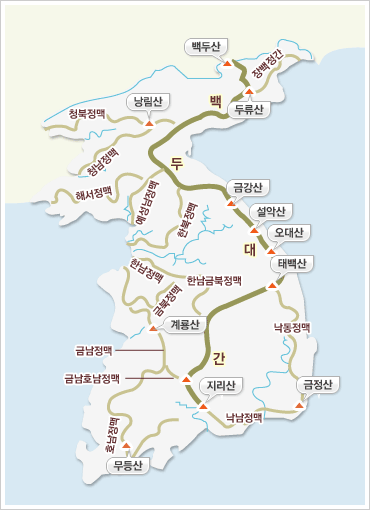 백두산
장백정간
낭림산
백
두류산
청북정맥
두
청남정맥
해서정맥
금강산
예성남정맥
한북정맥
설악산
오대산
대
태백산
한남정맥
한남금북정맥
금북정맥
계룡산
낙동정맥
금남정맥
간
금남호남정맥
지리산
금정산
호남정맥
낙남정맥
무등산